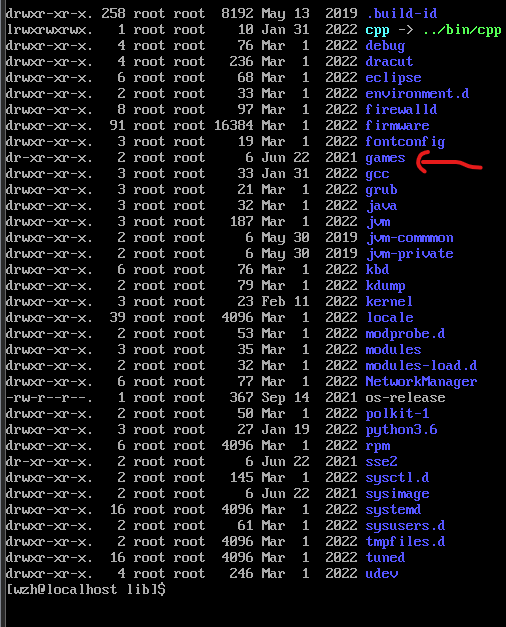 drwxr-xr-x. 258 root root 8192 May 13 2019 .build-id
lrwxrwxrwx. 1 root root 10 Jan 31 2022 cpp -> ../bin/cpp
drwxr-xr-x. 4 root root 76 Mar 1 2022 debug
drwxr-xr-x. 4 root root 236 Mar 1 2022 dracut
drwxr-xr-x. 6 root root 68 Mar 1 2022 eclipse
drwxr-xr-x. 2 root root 33 Mar 1 2022 environment.d
drwxr-xr-x. 8 root root 97 Mar 1 2022 firewalld
drwxr-xr-x. 91 root root 16384 Mar 1 2022 firmware
drwxr-xr-x. 3 root root 19 Mar 1 2022 fontconfig
dr-xr-xr-x. 2 root root 6 Jun 22 2021 games
drwxr-xr-x. 3 root root 33 Jan 31 2022 gcc
drwxr-xr-x. 3 root root 21 Mar 1 2022 grub
drwxr-xr-x. 3 root root 32 Mar 1 2022 java
drwxr-xr-x. 3 root root 187 Mar 1 2022 jvm
drwxr-xr-x. 2 root root 6 May 30 2019 jvm-commmon
drwxr-xr-x. 2 root root 6 May 30 2019 jvm-private
drwxr-xr-x. 6 root root 76 Mar 1 2022 kbd
drwxr-xr-x. 2 root root 79 Mar 1 2022 kdump
drwxr-xr-x. 3 root root 23 Feb 11 2022 kernel
drwxr-xr-x. 39 root root 4096 Mar 1 2022 locale
drwxr-xr-x. 2 root root 53 Mar 1 2022 modprobe.d
drwxr-xr-x. 3 root root 35 Mar 1 2022 modules
drwxr-xr-x. 2 root root 32 Mar 1 2022 modules-load.d
drwxr-xr-x. 6 root root 77 Mar 1 2022 NetworkManager
-rw-r--r--. 1 root root 367 Sep 14 2021 os-release
drwxr-xr-x. 2 root root 50 Mar 1 2022 polkit-1
drwxr-xr-x. 3 root root 27 Jan 19 2022 python3.6
drwxr-xr-x. 6 root root 4096 Mar 1 2022 rpm
dr-xr-xr-x. 2 root root 6 Jun 22 2021 sse2
drwxr-xr-x. 2 root root 145 Mar 1 2022 sysctl.d
drwxr-xr-x. 2 root root 6 Jun 22 2021 sysimage
drwxr-xr-x. 16 root root 4096 Mar 1 2022 systemd
drwxr-xr-x. 2 root root 61 Mar 1 2022 sysusers.d
drwxr-xr-x. 2 root root 4096 Mar 1 2022 tmpfiles.d
drwxr-xr-x. 16 root root 4096 Mar 1 2022 tuned
drwxr-xr-x. 4 root root 246 Mar 1 2022 udev
[wzh@localhost lib]$